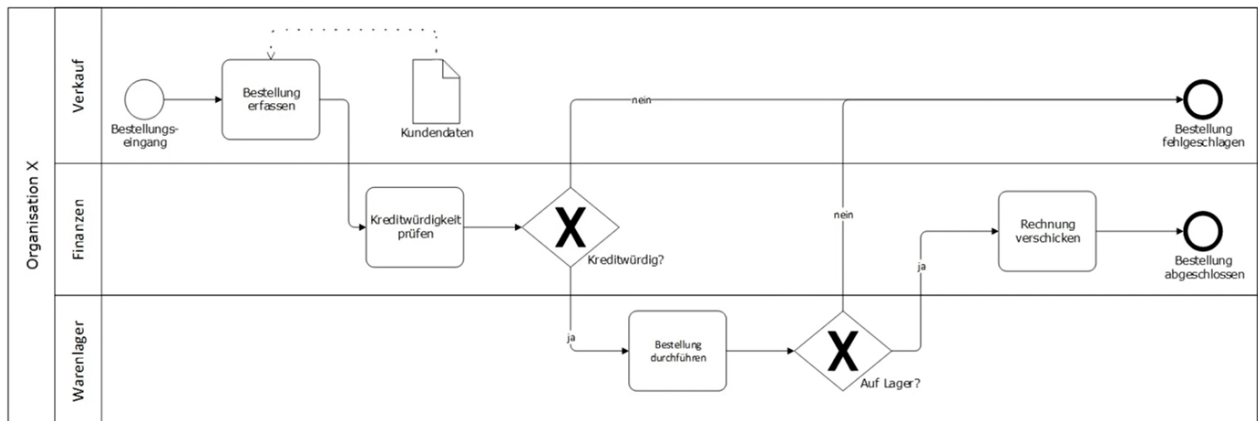 Organisation X
Verkauf
Bestellungs-
eingang
Bestellung
erfassen
Kundendaten
nein
Bestellung
fehlgeschlagen
Finanzen
Kreditwürdigkeit
prüfen
X
Kreditwürdig?
nein
ja
Rechnung
verschicken
Bestellung
abgeschlossen
Warenlager
ja
Bestellung
durchführen
X
Auf Lager?